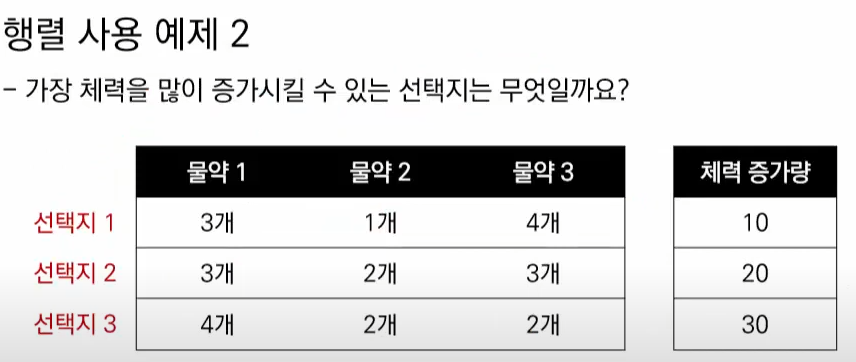 행렬 사용 예제 2
- 가장 체력을 많이 증가시킬 수 있는 선택지는 무엇일까요?
물약 1 물약 2 물약 3 체력 증가량
선택지 1 3개 1개 4개 10
선택지 2 3개 2개 3개 20
선택지 3 4개 2개 2개 30